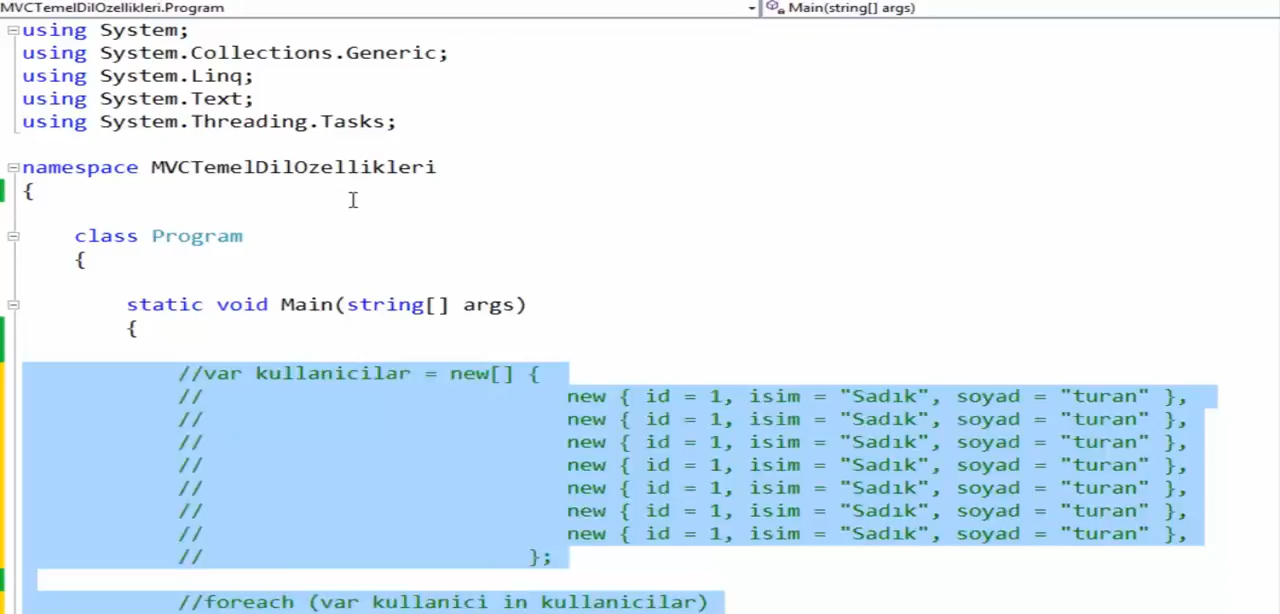 MVCTemelDilOzellikleri.Program Main(string[] args)
using System;
using System.Collections.Generic;
using System.Linq;
using System.Text;
using System.Threading.Tasks;
namespace MVCTemelDilOzellikleri
{
class Program
{
static void Main(string[] args)
{
//var kullanicilar = new[] {
// new { id = 1, isim = "Sadık", soyad = "turan" },
// new { id = 1, isim = "Sadık", soyad = "turan" },
// new { id = 1, isim = "Sadık", soyad = "turan" },
// new { id = 1, isim = "Sadık", soyad = "turan" },
// new { id = 1, isim = "Sadık", soyad = "turan" },
// new { id = 1, isim = "Sadık", soyad = "turan" },
// new { id = 1, isim = "Sadık", soyad = "turan" },
// };
//foreach (var kullanici in kullanicilar)